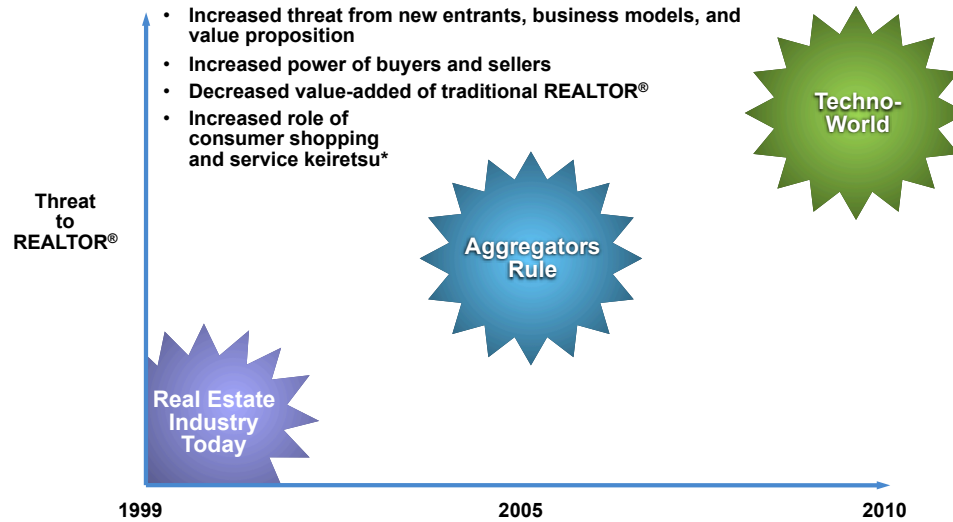 • Increased threat from new entrants, business models, and
value proposition
• Increased power of buyers and sellers
• Decreased value-added of traditional REALTOR®
• Increased role of
consumer shopping
and service keiretsu*
Techno-
World
Threat
to
REALTOR®
Aggregators
Rule
Real Estate
Industry
Today
1999
2005
2010